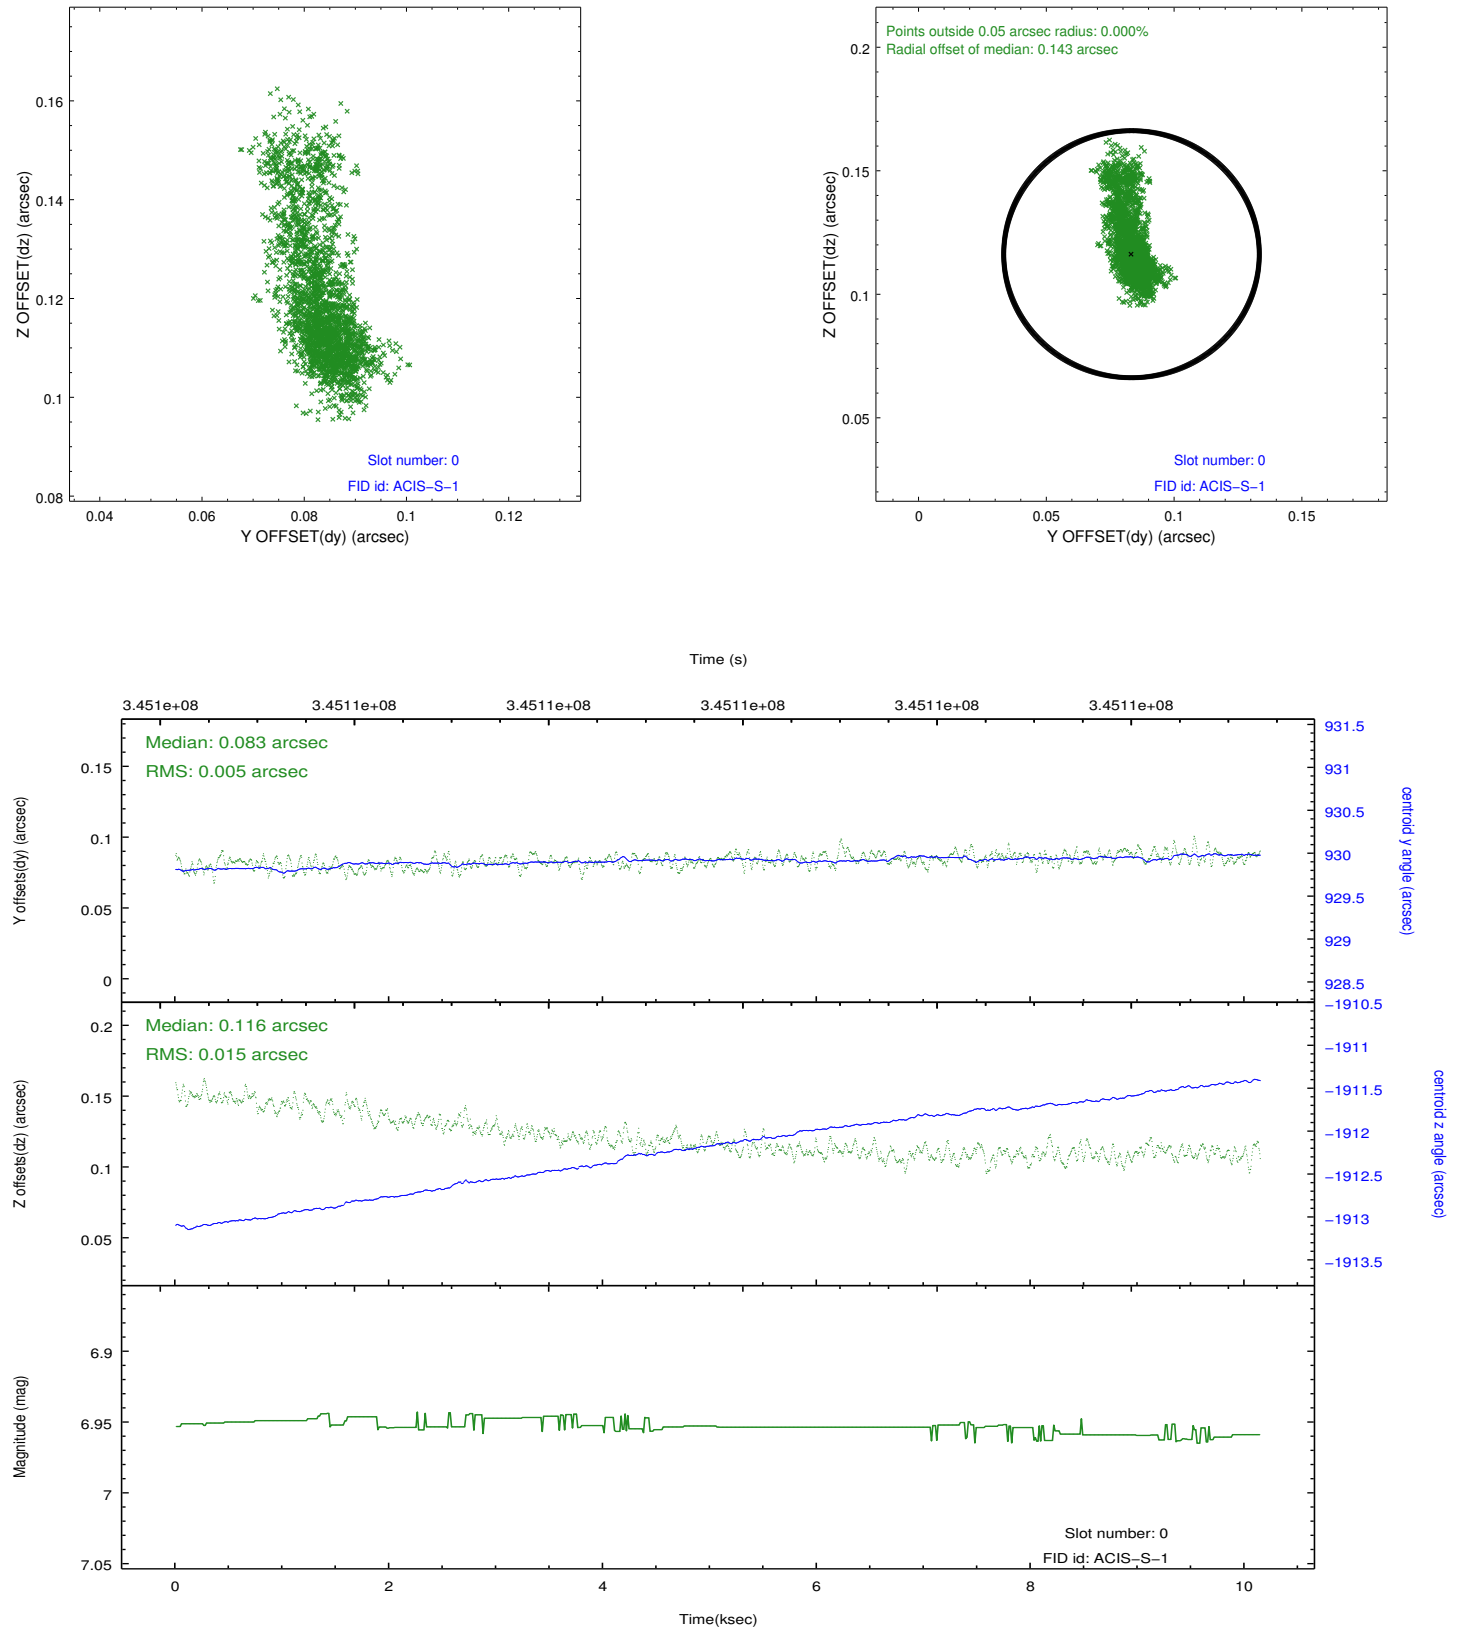 0.16
0.14
0.12
0.1
0.08
Z OFFSET(dz) (arcsec)
Slot number: 0
FID id: ACIS−S−1
0.04 0.06 0.08 0.1 0.12
Y OFFSET(dy) (arcsec)
Points outside 0.05 arcsec radius: 0.000%
Radial offset of median: 0.143 arcsec
0.2
0.15
0.1
0.05
Z OFFSET(dz) (arcsec)
Slot number: 0
FID id: ACIS−S−1
0 0.05 0.1 0.15
Y OFFSET(dy) (arcsec)
Time (s)
3.451e+08 3.4511e+08 3.4511e+08 3.4511e+08 3.4511e+08 3.4511e+08
Median: 0.083 arcsec
RMS: 0.005 arcsec
0.15
0.1
0.05
0
Y offsets(dy) (arcsec)
931.5
931
930.5
930
929.5
929
928.5
centroid y angle (arcsec)
Median: 0.116 arcsec
RMS: 0.015 arcsec
0.2
0.15
0.1
0.05
Z offsets(dz) (arcsec)
−1910.5
−1911
−1911.5
−1912
−1912.5
−1913
−1913.5
centroid z angle (arcsec)
6.9
6.95
7
7.05
Magnitude (mag)
Slot number: 0
FID id: ACIS−S−1
0 2 4 6 8 10
Time(ksec)